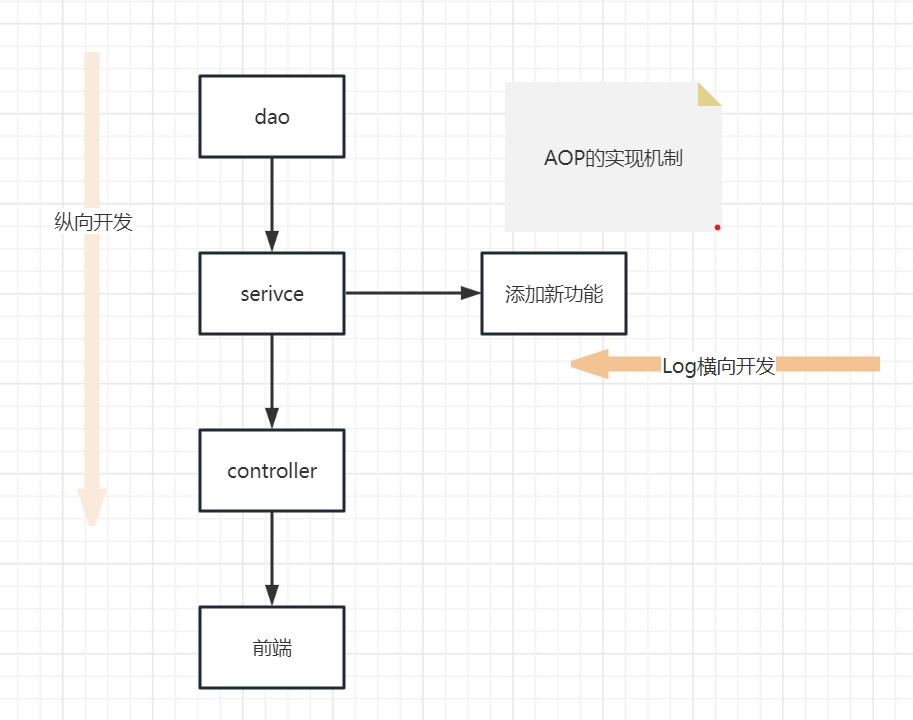 dao
AOP的实现机制
纵向开发
serivce
添加新功能
Log横向开发
controller
前端